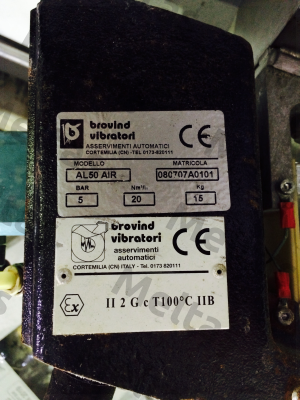 brovind
vibratori
ASSERVIMENTI AUTOMATICI
CORTEMILIA (CN) -TEL 0173-820111
CE
MODELLO MATRICOLA
AL50 AIR 080707A0101
BAR Kg
5 20 15
brovind
vibratori
asservimenti
automatici
CORTEMILIA (CN) ITALY - Tel. 0173 820111
CE
Ex II 2 G c T100°C IIB